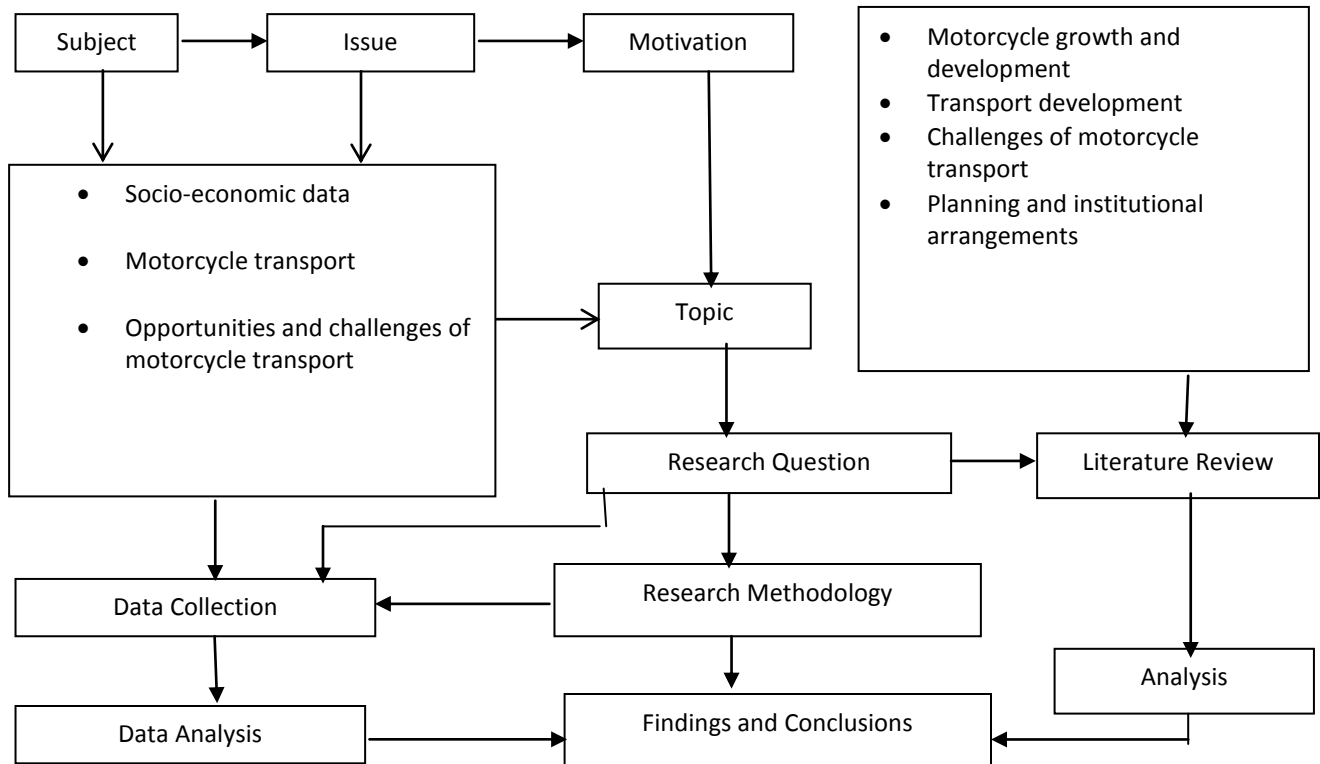 Subject
Issue
Motivation
• Motorcycle growth and
development
• Transport development
• Challenges of motorcycle
transport
• Planning and institutional
arrangements
• Socio-economic data
• Motorcycle transport
• Opportunities and challenges of
motorcycle transport
Topic
Research Question
Literature Review
Data Collection
Research Methodology
Analysis
Data Analysis
Findings and Conclusions